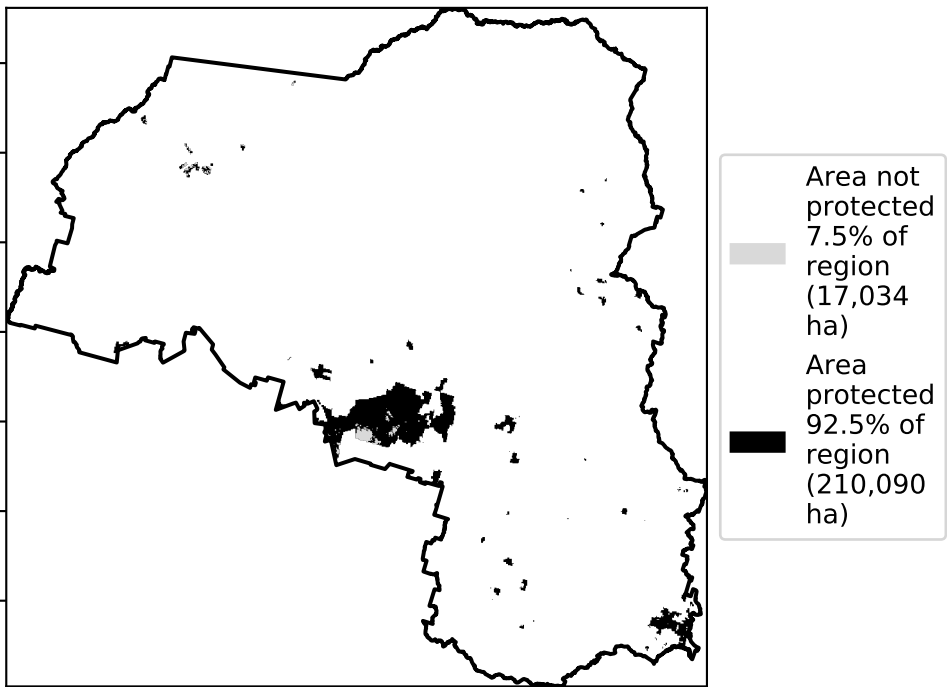 Area not
protected
7.5% of
region
(17,034
ha)
Area
protected
92.5% of
region
(210,090
ha)